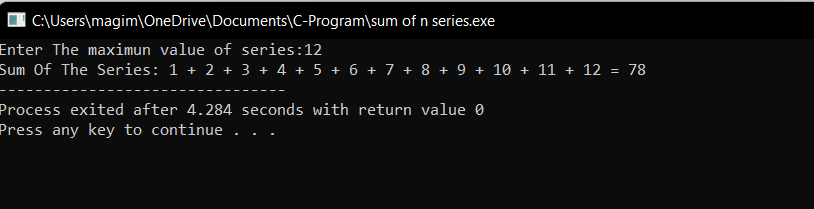 C:\Users\magim\OneDrive\Documents\C-Program\sum of n series.exe
Enter The maximun value of series:12
Sum Of The Series: 1 + 2 + 3 + 4 + 5 + 6 + 7 + 8 + 9 + 10 + 11 + 12 = 78
--------------------------------
Process exited after 4.284 seconds with return value 0
Press any key to continue . . .